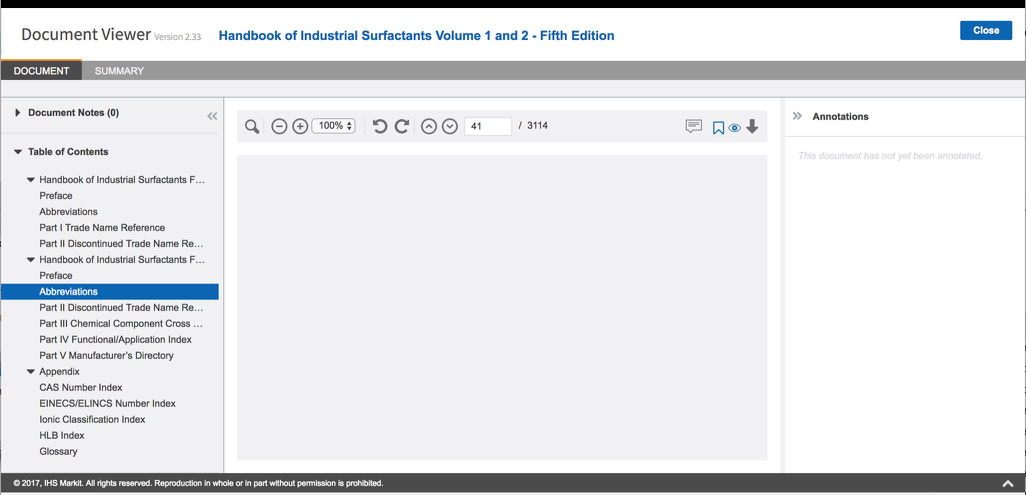 Document Viewer Version 2.33 Handbook of Industrial Surfactants Volume 1 and 2 - Fifth Edition Close
DOCUMENT SUMMARY
Document Notes (0)
Table of Contents
Handbook of Industrial Surfactants F...
Preface
Abbreviations
Part I Trade Name Reference
Part II Discontinued Trade Name Re...
Handbook of Industrial Surfactants F...
Preface
Abbreviations
Part II Discontinued Trade Name Re...
Part III Chemical Component Cross ...
Part IV Functional/Application Index
Part V Manufacturer's Directory
Appendix
CAS Number Index
EINECS/ELINCS Number Index
Ionic Classification Index
HLB Index
Glossary
100% 41 / 3114
Annotations
This document has not yet been annotated.
© 2017, IHS Markit. All rights reserved. Reproduction in whole or in part without permission is prohibited.